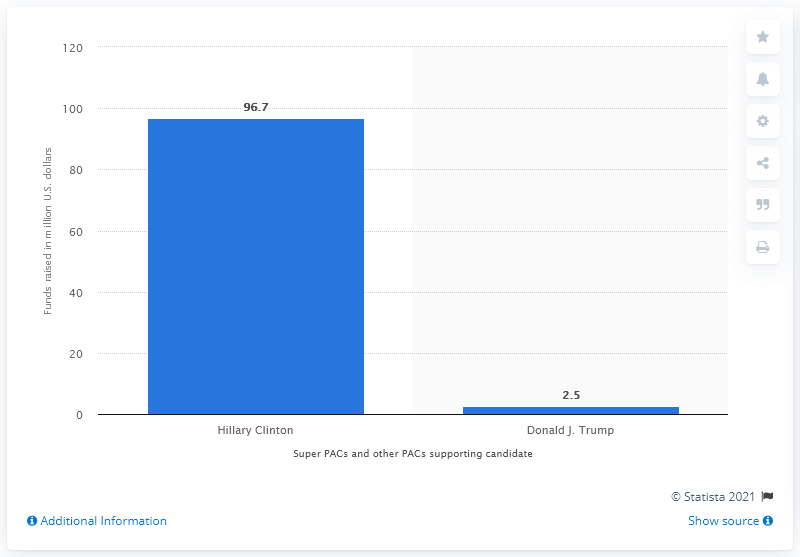 120
100
80
60
40
20
0
Funds raised in million U.S. dollars
96.7
2.5
Hillary Clinton
Donald J. Trump
Super PACs and other PACs supporting candidate
© Statista 2021
Additional Information
Show source